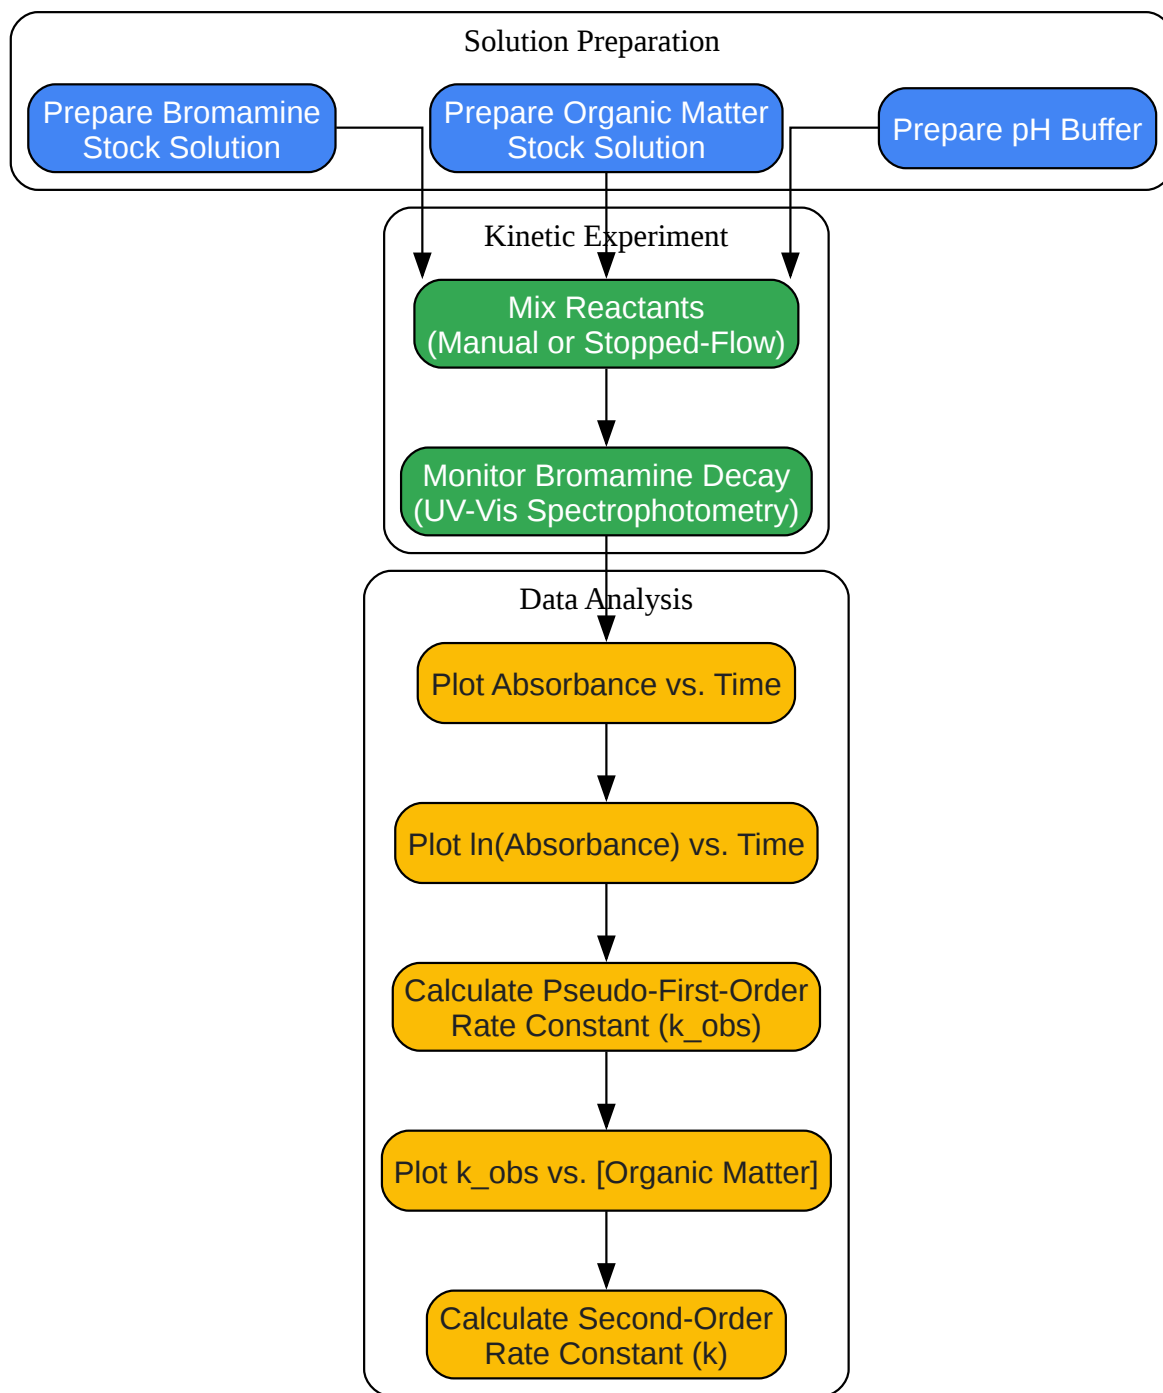 Solution Preparation
Prepare Bromamine
Stock Solution
Prepare Organic Matter
Stock Solution
Prepare pH Buffer
Kinetic Experiment
Mix Reactants
(Manual or Stopped-Flow)
Monitor Bromamine Decay
(UV-Vis Spectrophotometry)
Data Analysis
Plot Absorbance vs. Time
Plot ln(Absorbance) vs. Time
Calculate Pseudo-First-Order
Rate Constant (k_obs)
Plot k_obs vs. [Organic Matter]
Calculate Second-Order
Rate Constant (k)